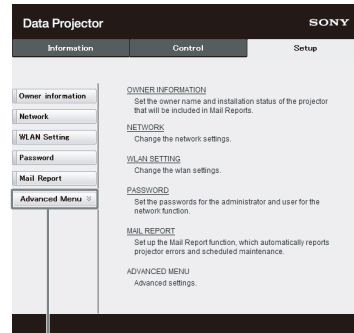 Data Projector
SONY
Information
Control
Setup
Owner information
Network
WLAN Setting
Password
Mail Report
Advanced Menu
OWNER INFORMATION
Set the owner name and installation status of the projector
that will be included in Mail Reports.
NETWORK
Change the network settings.
WLAN SETTING
Change the wlan settings.
PASSWORD
Set the passwords for the administrator and user for the
network function.
MAIL REPORT
Set up the Mail Report function, which automatically reports
projector errors and scheduled maintenance.
ADVANCED MENU
Advanced settings.